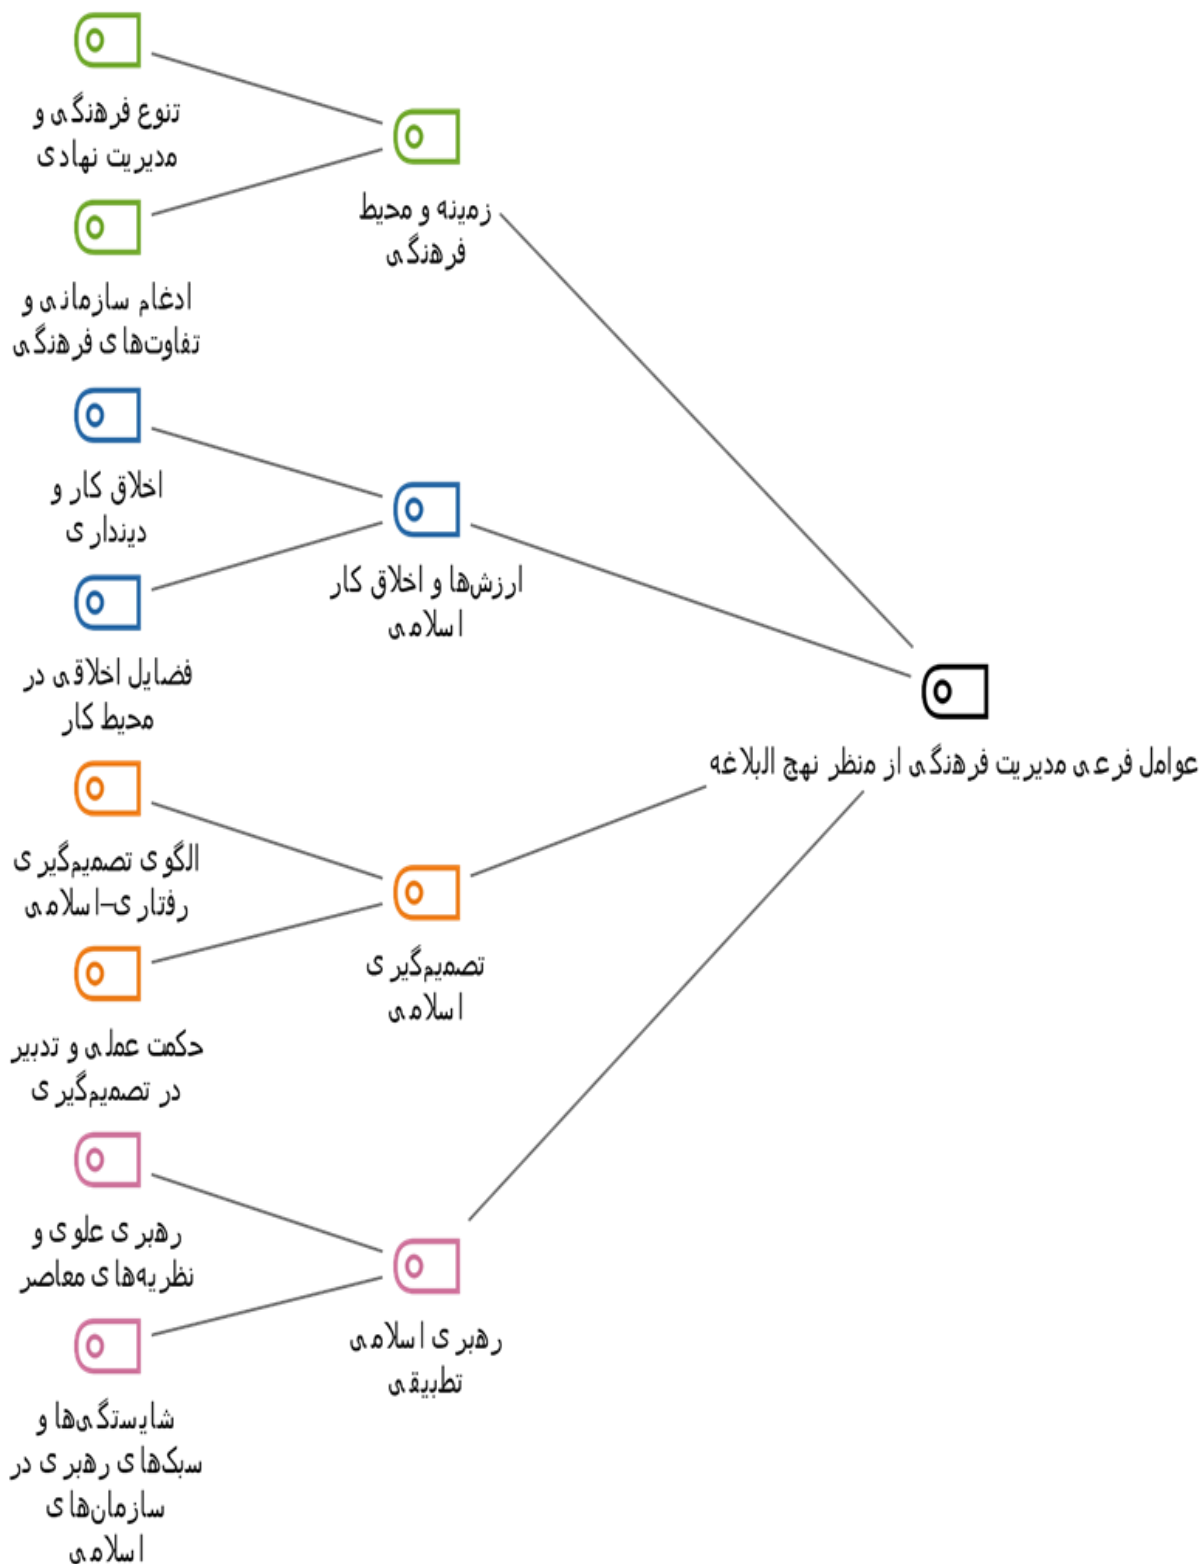 تنوع فرهنگی و
مدیریت نهادی
زمینه و محیط
فرهنگی
ادغام سازمانی و
تفاوت‌های فرهنگی
اخلاق کار و
دینداری
ارزش‌ها و اخلاق کار
اسلامی
فضایل اخلاقی در
محیط کار
عوامل فرعی مدیریت فرهنگی از منظر نهج البلاغه
الگوی تصمیم‌گیری
رفتاری–اسلامی
تصمیم‌گیری
اسلامی
حکمت عملی و تدبیر
در تصمیم‌گیری
رهبری علوی و
نظریه‌های معاصر
رهبری اسلامی
تطبیقی
شایستگی‌ها و
سبک‌های رهبری در
سازمان‌های
اسلامی